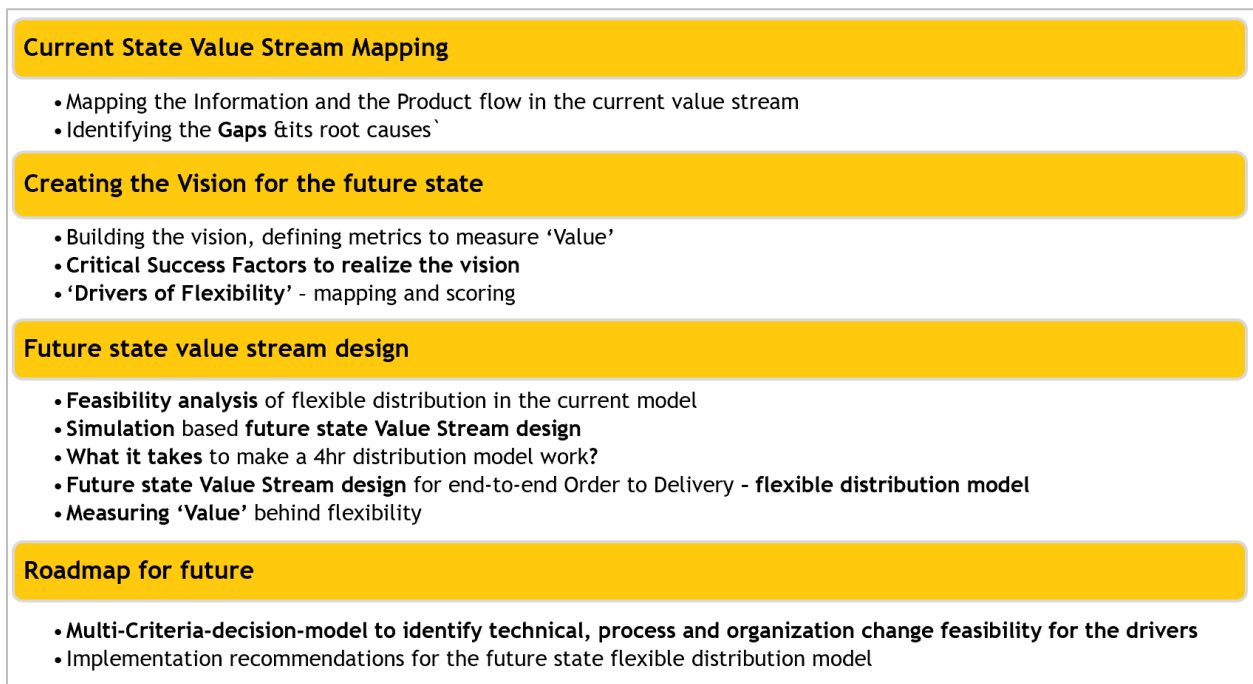 Current State Value Stream Mapping
• Mapping the Information and the Product flow in the current value stream
• Identifying the Gaps &its root causes`
Creating the Vision for the future state
• Building the vision, defining metrics to measure ‘Value’
• Critical Success Factors to realize the vision
• ‘Drivers of Flexibility’ – mapping and scoring
Future state value stream design
• Feasibility analysis of flexible distribution in the current model
• Simulation based future state Value Stream design
• What it takes to make a 4hr distribution model work?
• Future state Value Stream design for end-to-end Order to Delivery – flexible distribution model
• Measuring ‘Value’ behind flexibility
Roadmap for future
• Multi-Criteria-decision-model to identify technical, process and organization change feasibility for the drivers
• Implementation recommendations for the future state flexible distribution model